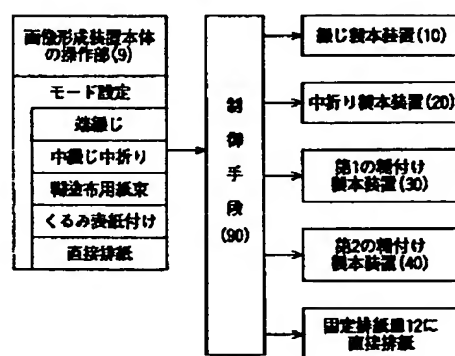 画像形成装置本体
の操作部(9)
モード設定
端綴じ
中綴じ中折り
糊塗布用紙束
くるみ表紙付け
直接排紙
制
御
手
段
(90)
綴じ製本装置(10)
中折り製本装置(20)
第1の糊付け
製本装置(30)
第2の糊付け
製本装置(40)
固定排紙皿12に
直接排紙